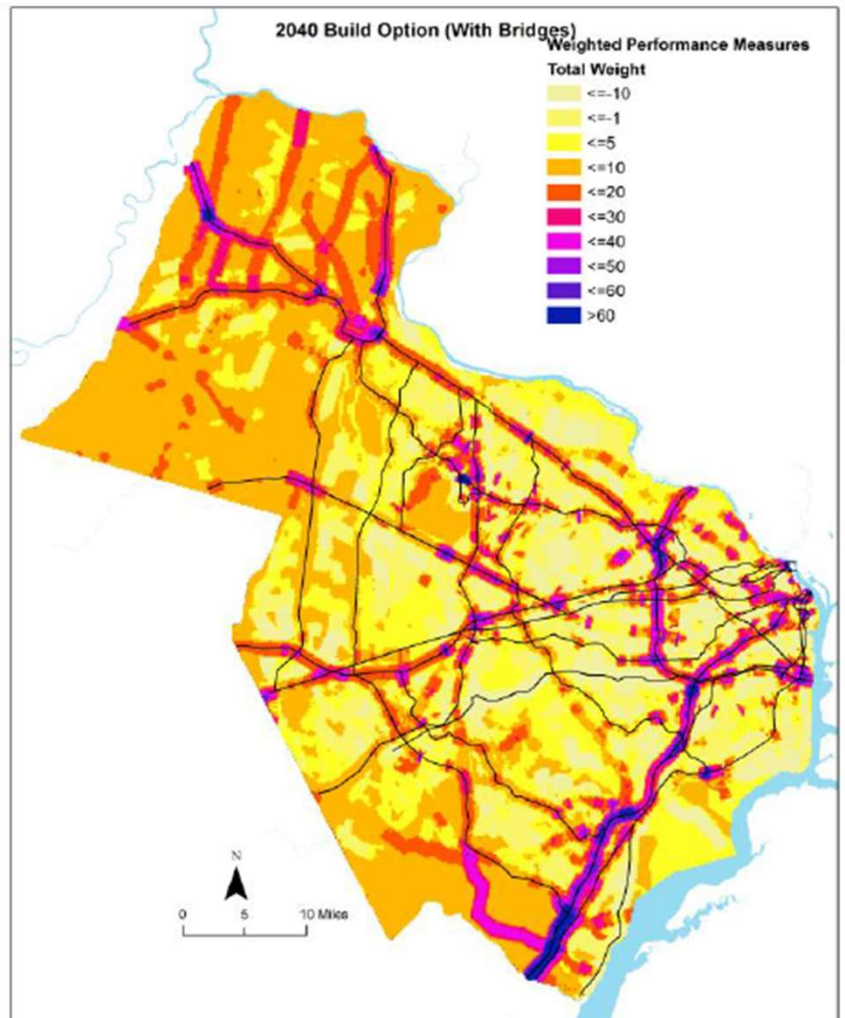 2040 Build Option (With Bridges)
Weighted Performance Measures
Total Weight
<=-10
<=-1
<=5
<=10
<=20
<=30
<=40
<=50
<=60
>60
N
0 5 10 Miles